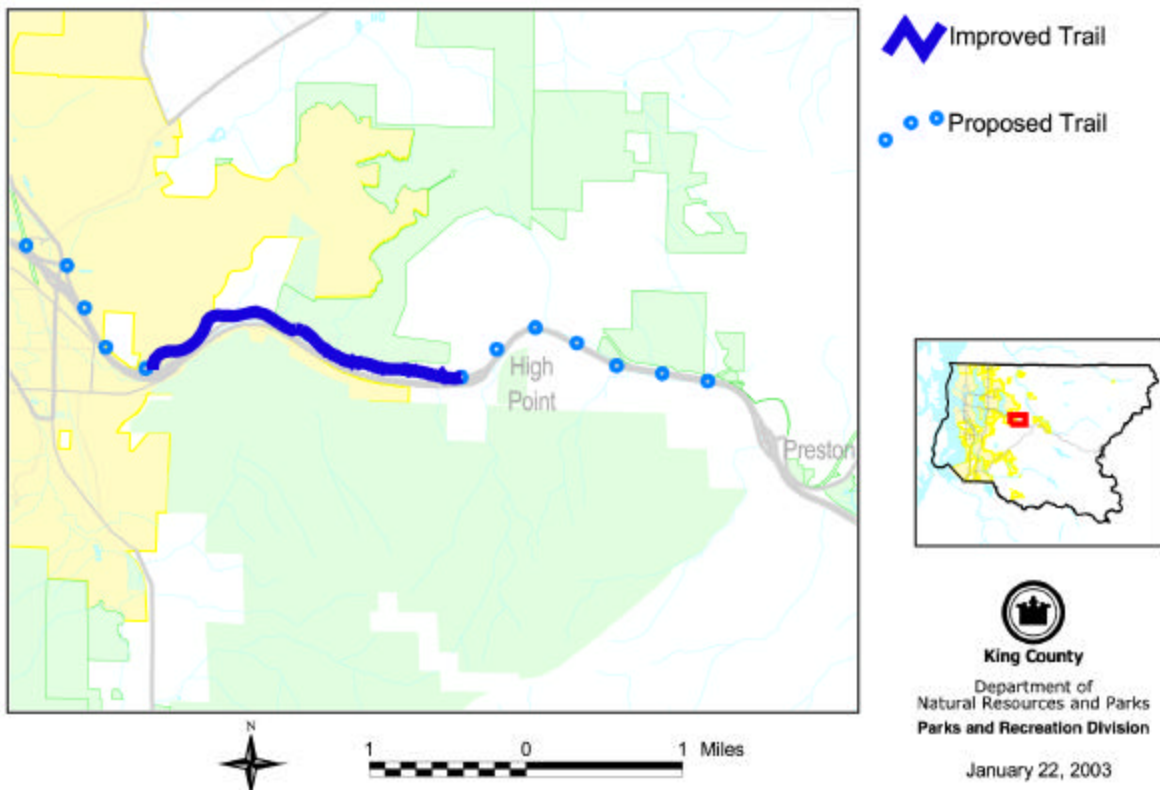 Improved Trail
Proposed Trail
High
Point
Preston
N
1 0 1 Miles
King County
Department of
Natural Resources and Parks
Parks and Recreation Division
January 22, 2003